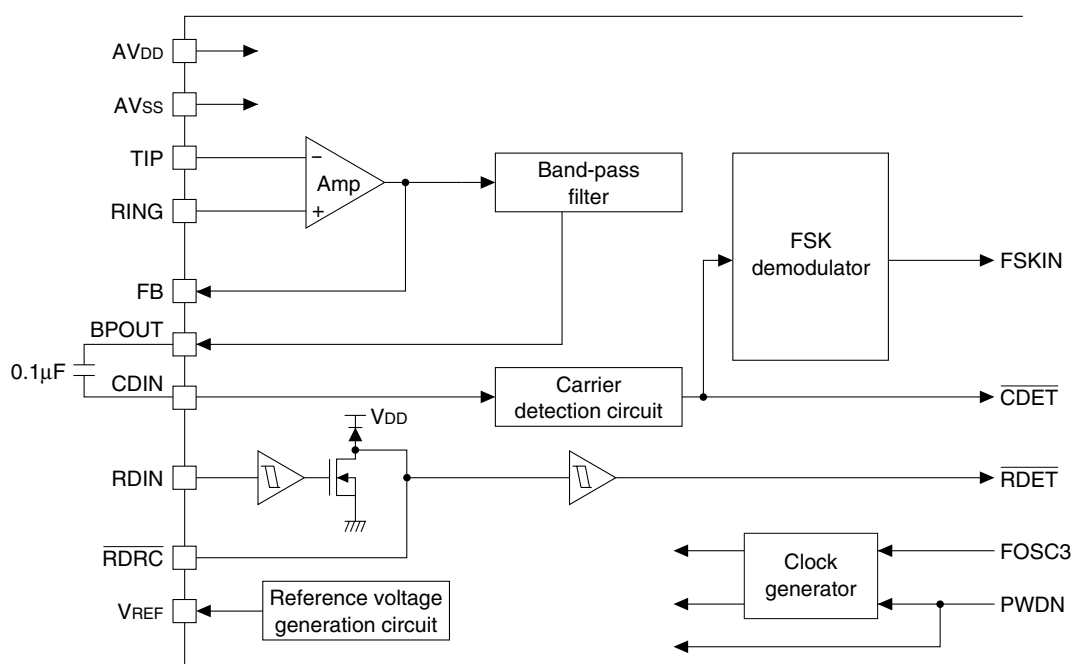 AVDD
AVSS
TIP
−
Amp
RING
+
Band-pass
filter
FSK
demodulator
FSKIN
FB
BPOUT
0.1µF
CDIN
Carrier
detection circuit
CDET
VDD
RDIN
RDET
RDRC
Clock
generator
FOSC3
PWDN
VREF
Reference voltage
generation circuit